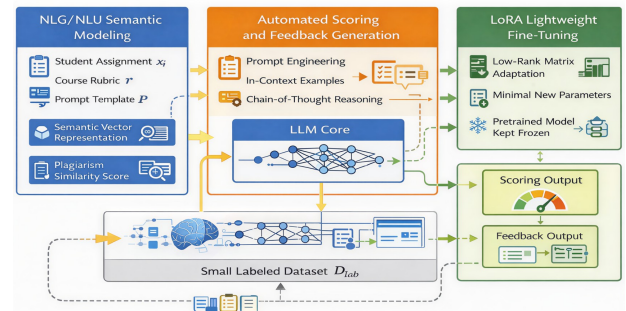 NLG/NLU Semantic
Modeling
Student Assignment xᵢ
Course Rubric r
Prompt Template P
Semantic Vector
Representation
Plagiarism
Similarity Score
Automated Scoring
and Feedback Generation
Prompt Engineering
In-Context Examples
Chain-of-Thought Reasoning
LLM Core
LoRA Lightweight
Fine-Tuning
Low-Rank Matrix
Adaptation
Minimal New Parameters
Pretrained Model
Kept Frozen
Scoring Output
Feedback Output
Small Labeled Dataset D_lab